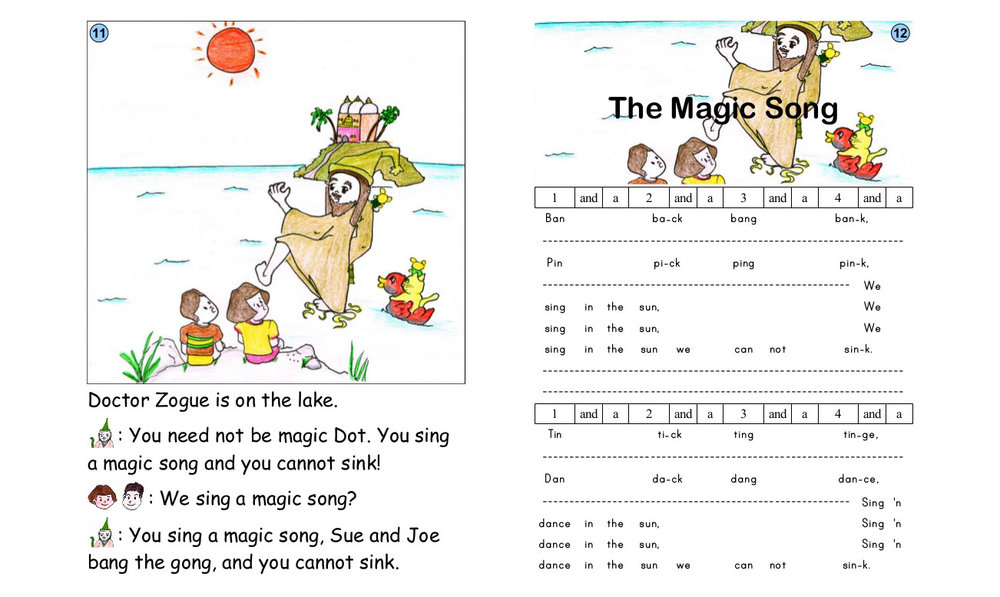 11
Doctor Zogue is on the lake.
: You need not be magic Dot. You sing
a magic song and you cannot sink!
: We sing a magic song?
: You sing a magic song, Sue and Joe
bang the gong, and you cannot sink.
12
The Magic Song
1 and a 2 and a 3 and a 4 and a
Ban ba-ck bang ban-k,
Pin pi-ck ping pin-k,
We
sing in the sun, We
sing in the sun, We
sing in the sun we can not sin-k.
1 and a 2 and a 3 and a 4 and a
Tin ti-ck ting tin-ge,
Dan da-ck dang dan-ce,
Sing 'n
dance in the sun, Sing 'n
dance in the sun, Sing 'n
dance in the sun we can not sin-k.